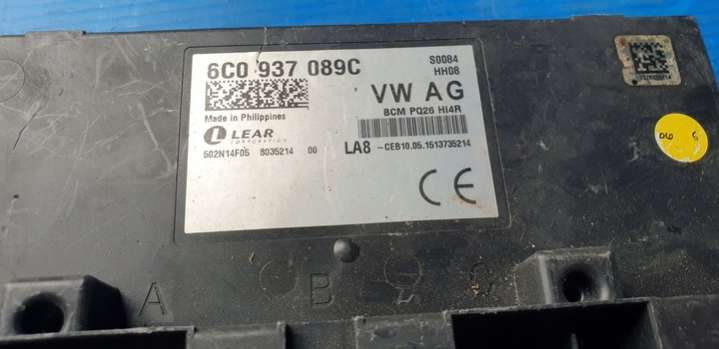 6C0 937 089C
S0084
HH08
VW AG
BCM PQ26 HI4R
Made in Philippines
LEAR
CORPORATION
502N14F05 8035214 00
LA8 -CEB10.05.1513735214
CE
A B C